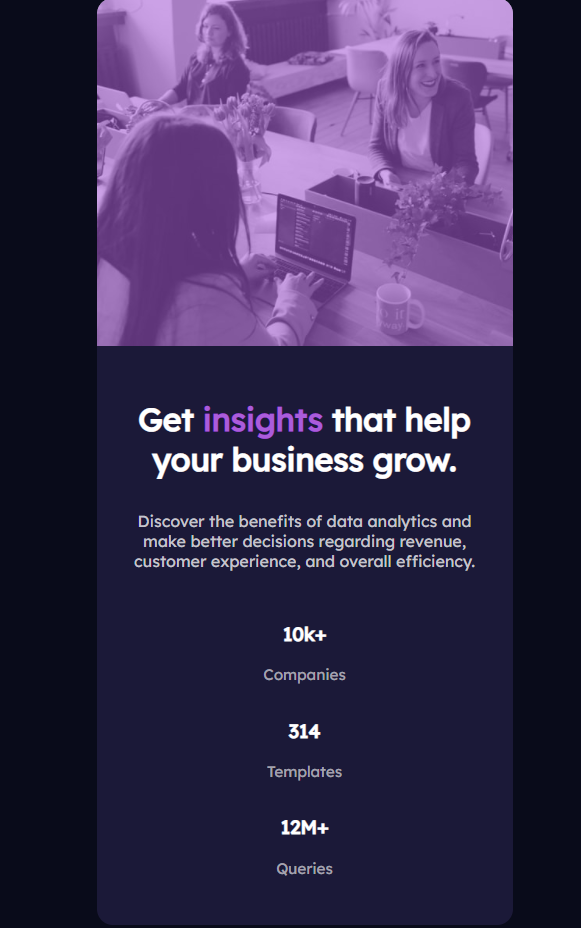 Get insights that help
your business grow.
Discover the benefits of data analytics and
make better decisions regarding revenue,
customer experience, and overall efficiency.
10k+
Companies
314
Templates
12M+
Queries